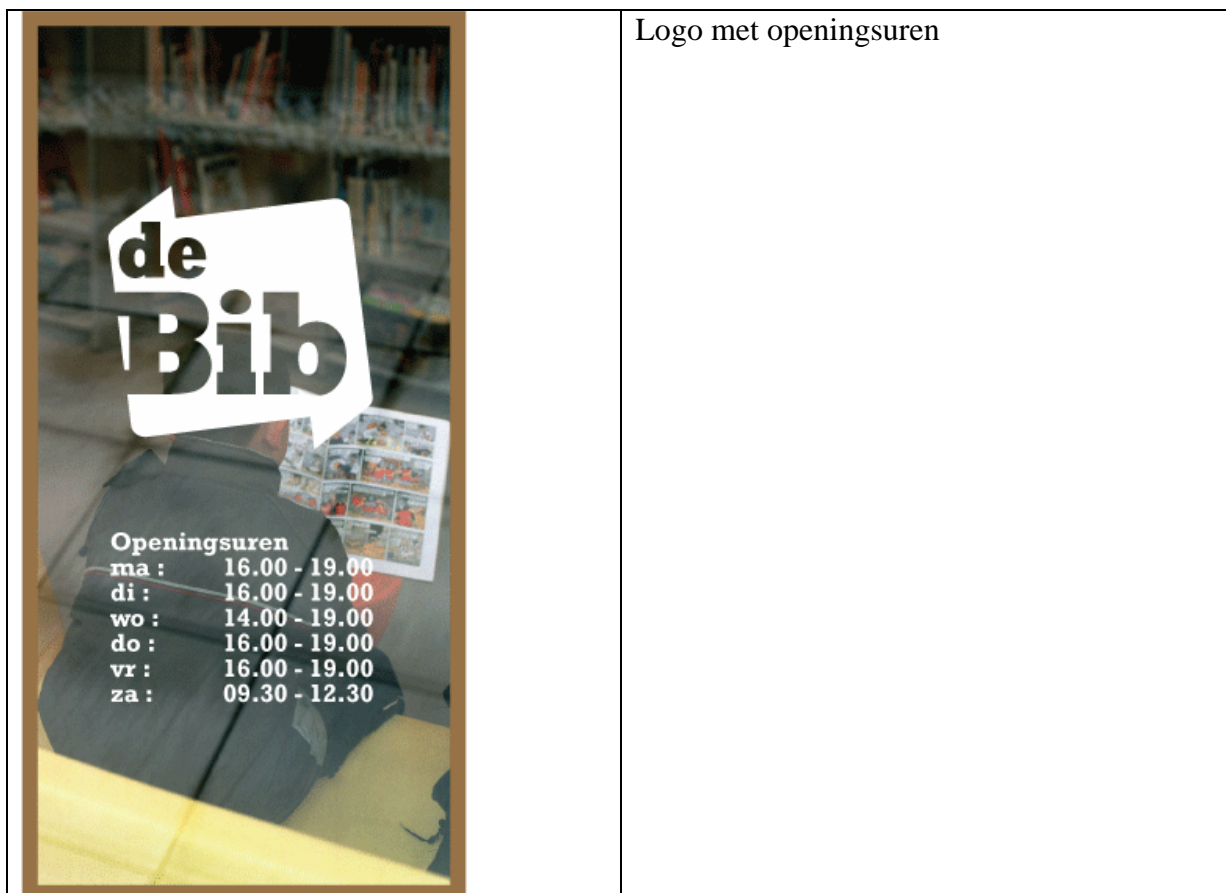 Logo met openingsuren
de
Bib
Openingsuren
ma : 16.00 - 19.00
di : 16.00 - 19.00
wo : 14.00 - 19.00
do : 16.00 - 19.00
vr : 16.00 - 19.00
za : 09.30 - 12.30